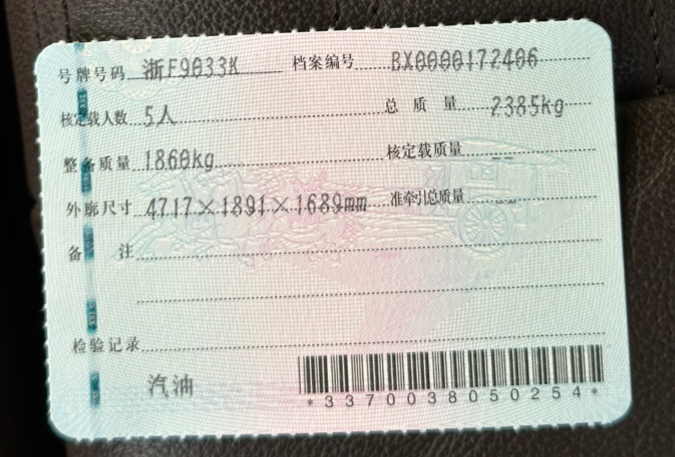 号牌号码 浙F9033K 档案编号 BX0000172406
核定载人数 5人 总质量 2385kg
整备质量 1860kg 核定载质量 --
外廓尺寸 4717×1891×1689mm 准牵引总质量 --
备注
检验记录
汽油
*3370038050254*